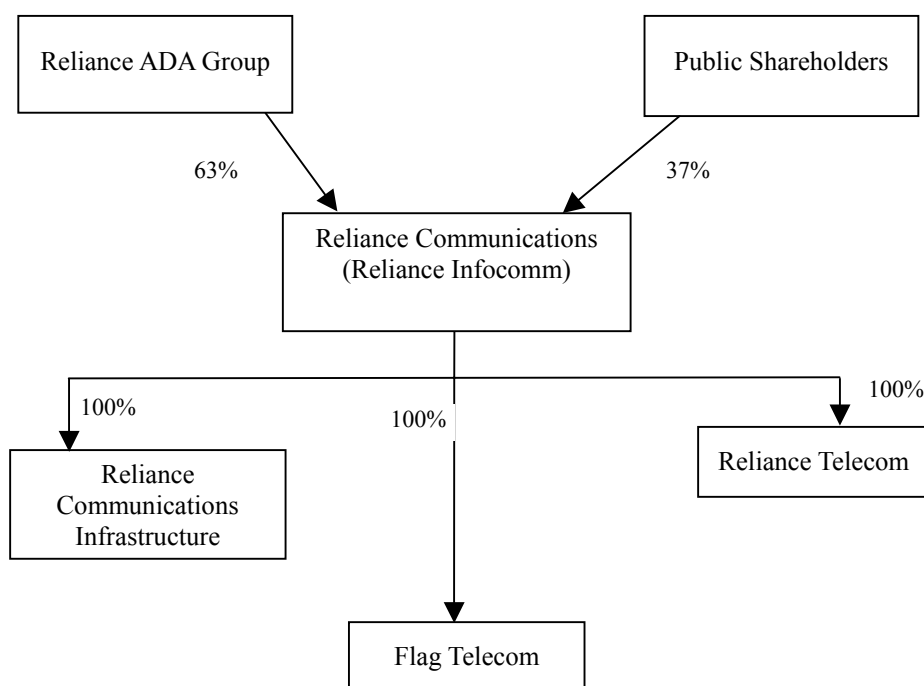 Reliance ADA Group
Public Shareholders
63%
37%
Reliance Communications
(Reliance Infocomm)
100%
100%
100%
Reliance
Communications
Infrastructure
Reliance Telecom
Flag Telecom